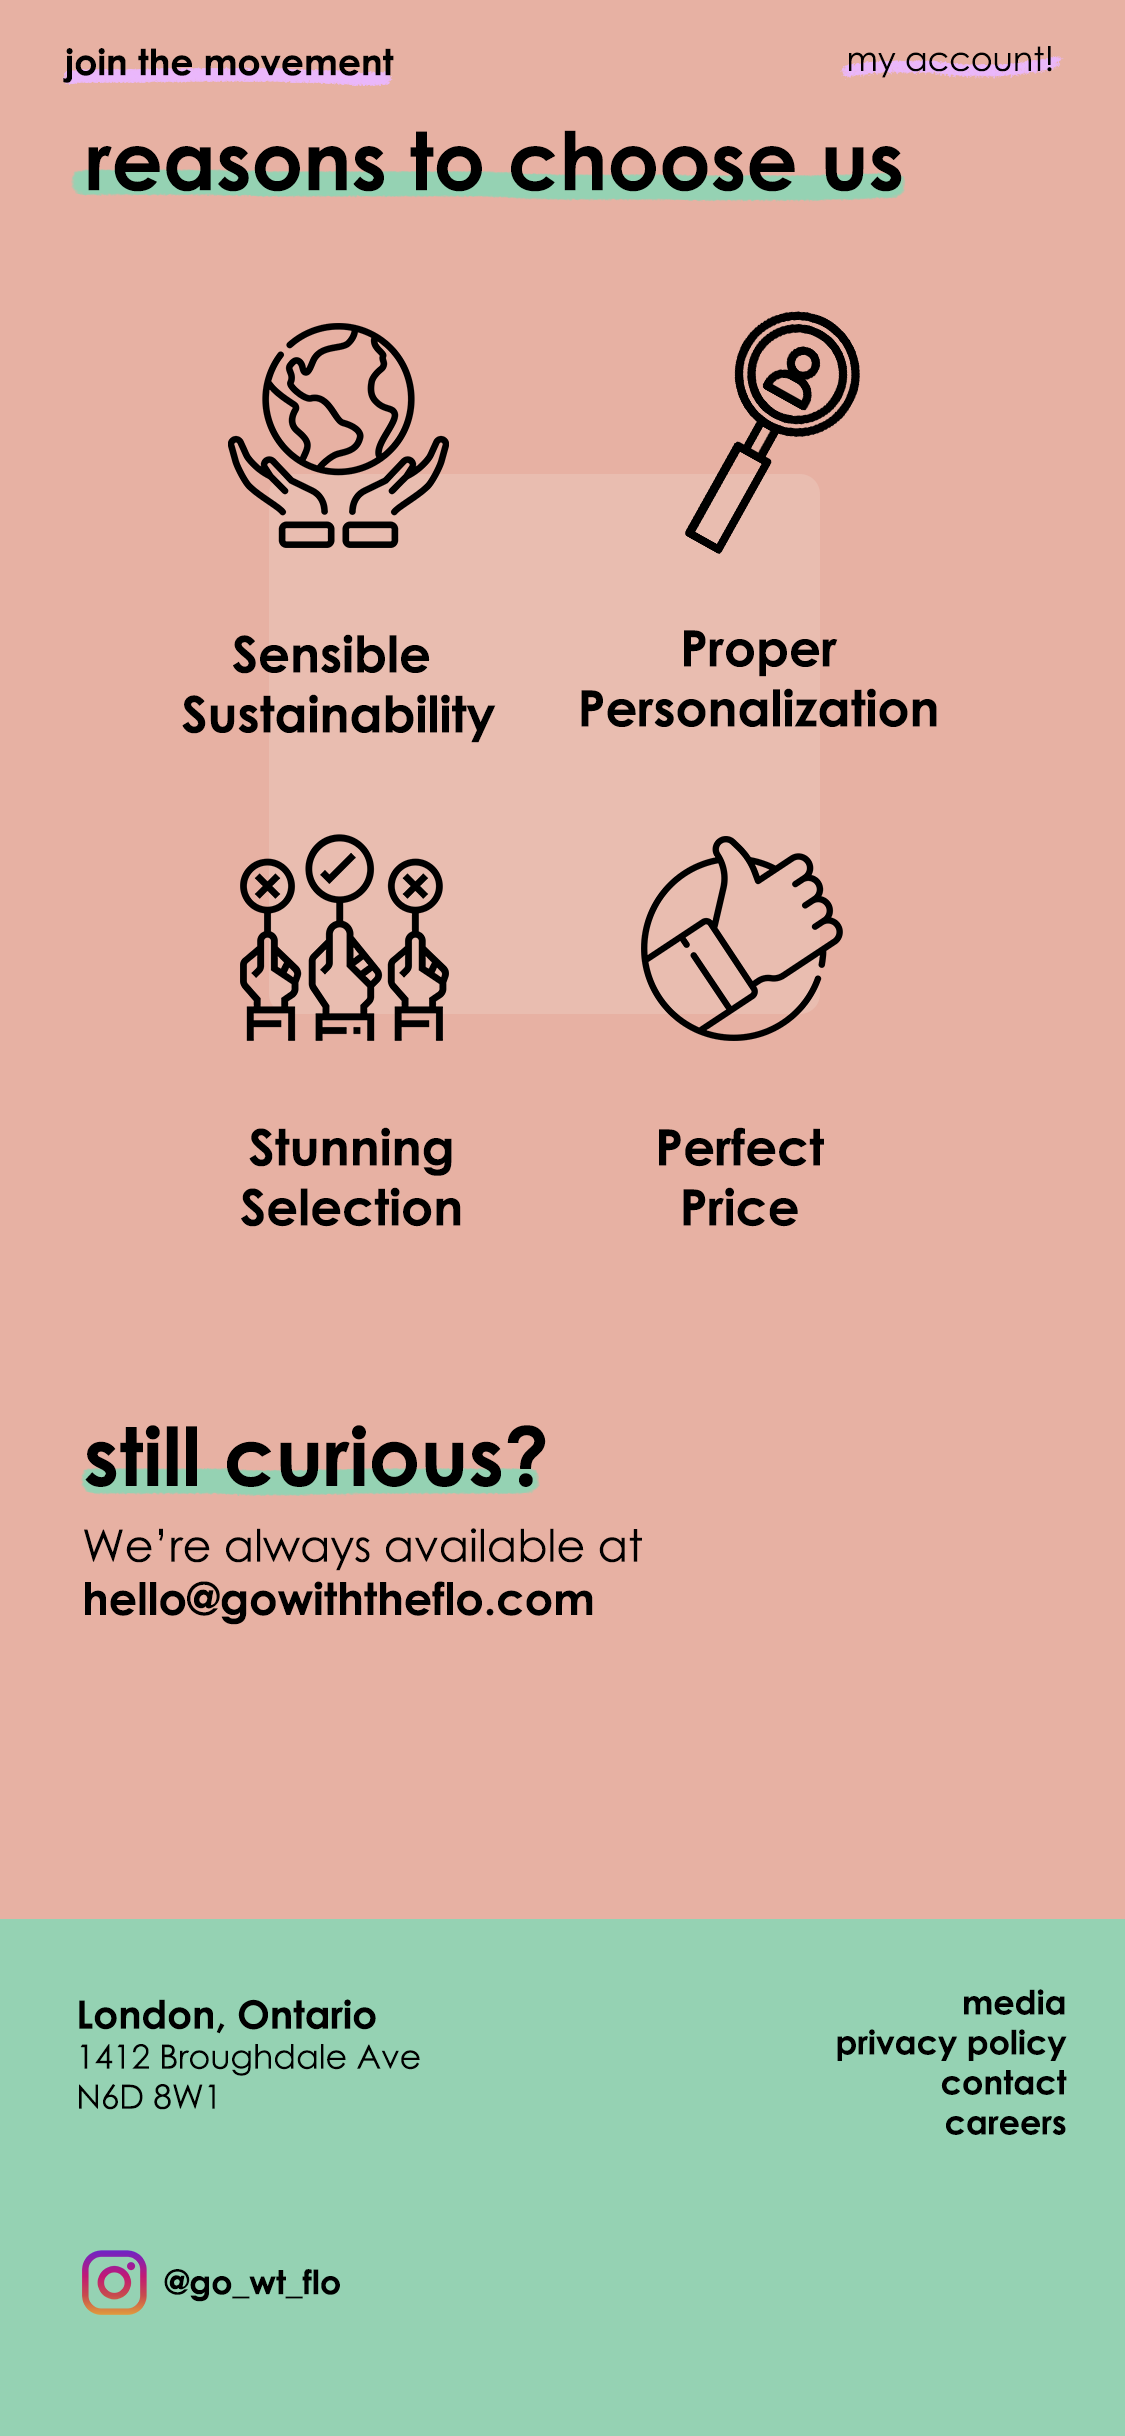 join the movement
my account!
reasons to choose us
Sensible
Sustainability
Proper
Personalization
Stunning
Selection
Perfect
Price
still curious?
We’re always available at
hello@gowiththeflo.com
London, Ontario
1412 Broughdale Ave
N6D 8W1
media
privacy policy
contact
careers
@go_wt_flo